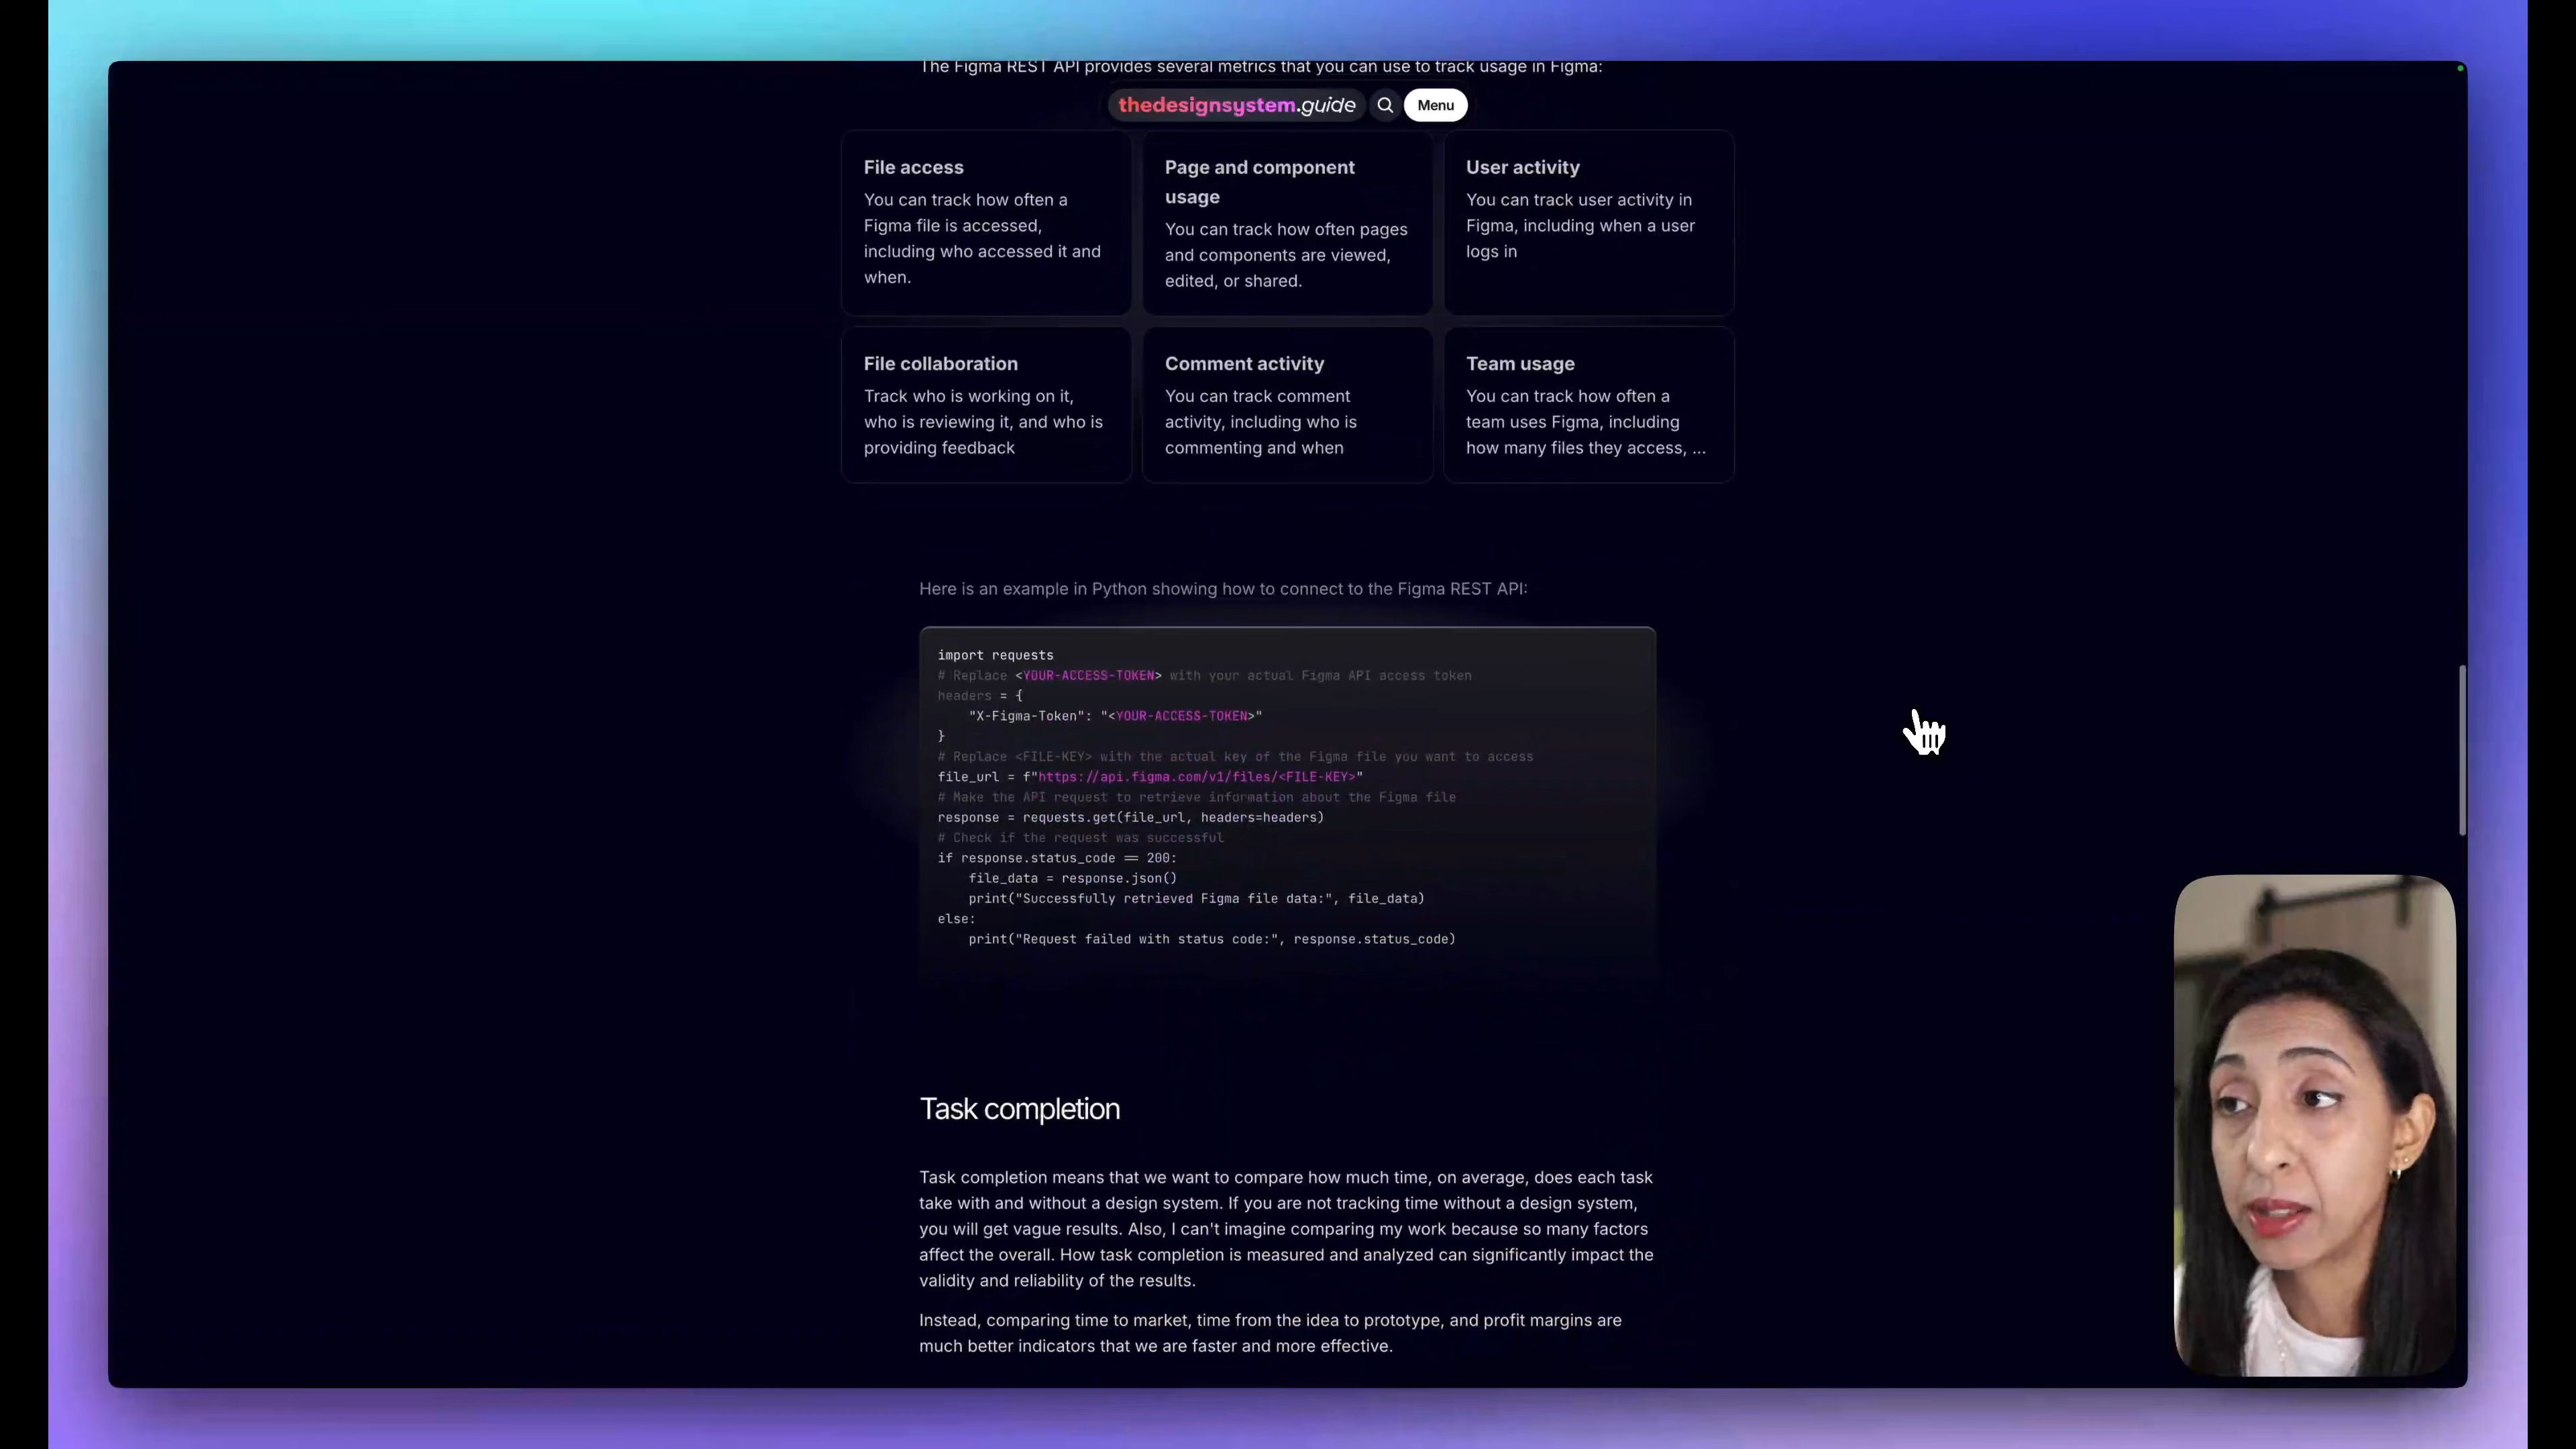 The Figma REST API provides several metrics that you can use to track usage in Figma:
thedesignsystem.guide
Menu
File access
You can track how often a
Figma file is accessed,
including who accessed it and
when.
Page and component
usage
You can track how often pages
and components are viewed,
edited, or shared.
User activity
You can track user activity in
Figma, including when a user
logs in
File collaboration
Track who is working on it,
who is reviewing it, and who is
providing feedback
Comment activity
You can track comment
activity, including who is
commenting and when
Team usage
You can track how often a
team uses Figma, including
how many files they access, ...
Here is an example in Python showing how to connect to the Figma REST API:
import requests
# Replace <YOUR-ACCESS-TOKEN> with your actual Figma API access token
headers = {
"X-Figma-Token": "<YOUR-ACCESS-TOKEN>"
}
# Replace <FILE-KEY> with the actual key of the Figma file you want to access
file_url = f"https://api.figma.com/v1/files/<FILE-KEY>"
# Make the API request to retrieve information about the Figma file
response = requests.get(file_url, headers=headers)
# Check if the request was successful
if response.status_code == 200:
file_data = response.json()
print("Successfully retrieved Figma file data:", file_data)
else:
print("Request failed with status code:", response.status_code)
Task completion
Task completion means that we want to compare how much time, on average, does each task
take with and without a design system. If you are not tracking time without a design system,
you will get vague results. Also, I can't imagine comparing my work because so many factors
affect the overall. How task completion is measured and analyzed can significantly impact the
validity and reliability of the results.
Instead, comparing time to market, time from the idea to prototype, and profit margins are
much better indicators that we are faster and more effective.